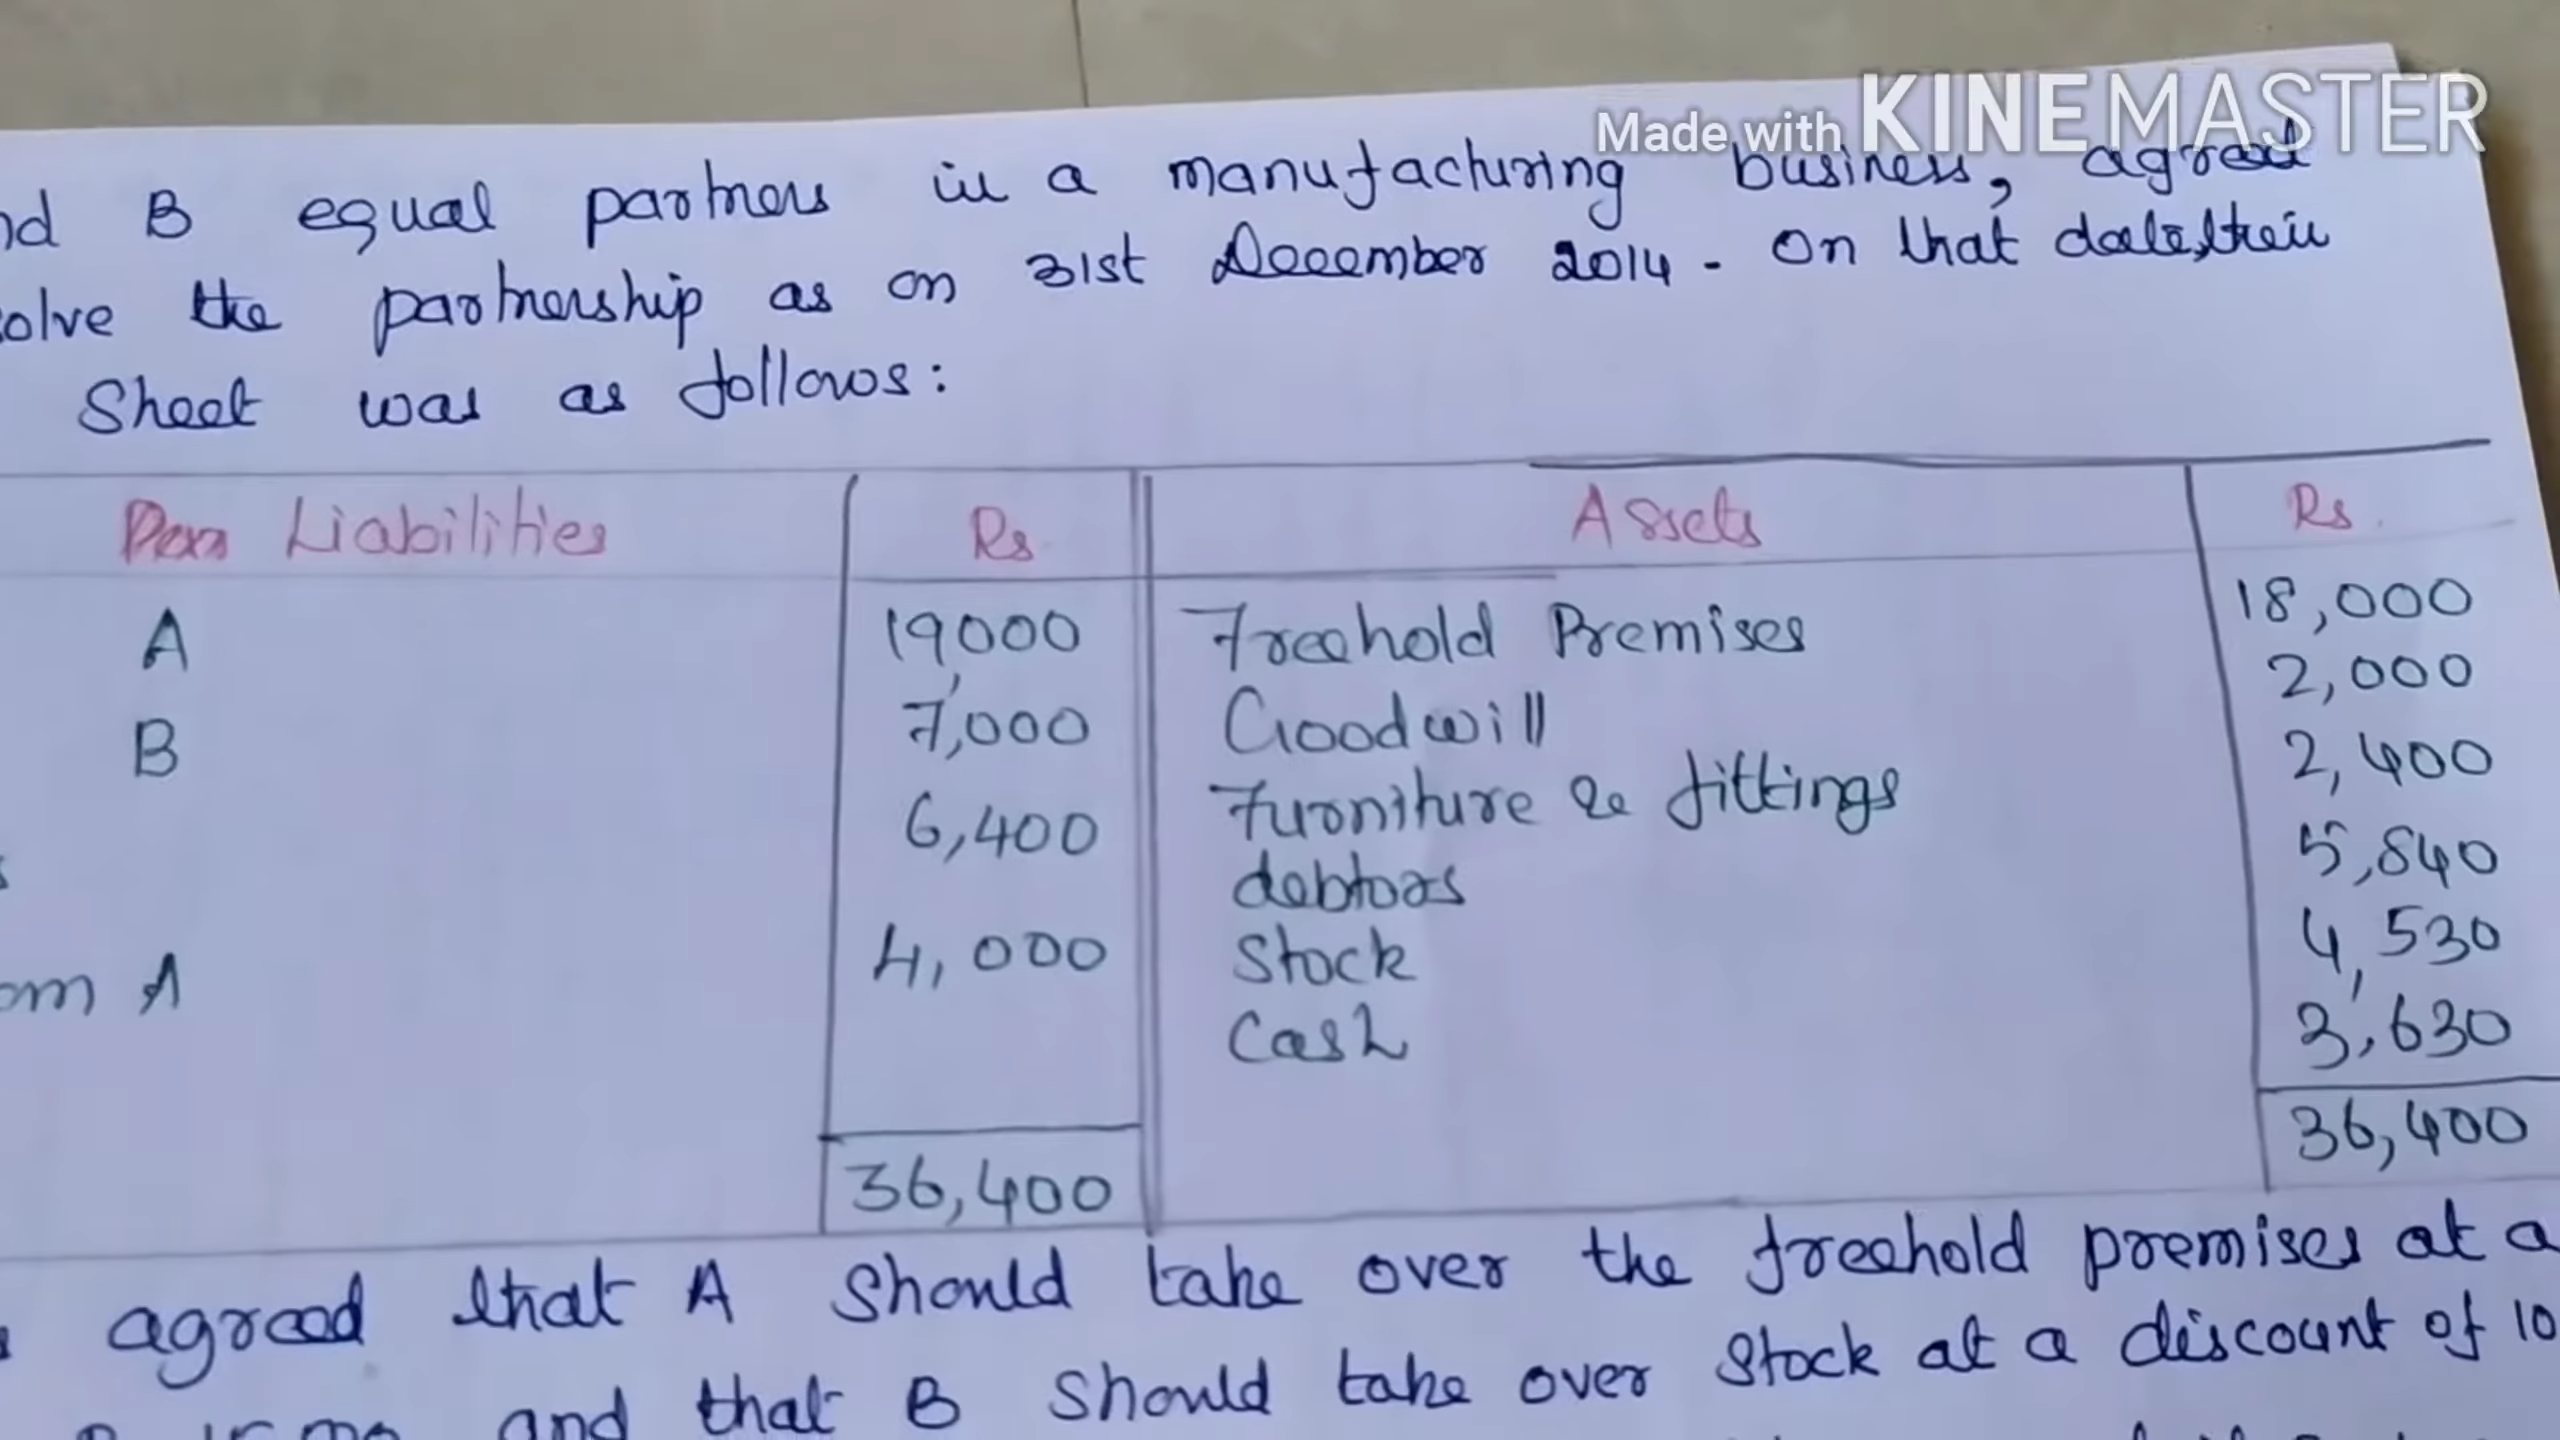 Made with KINEMASTER
nd B equal partners in a manufacturing business, agreed
solve the partnership as on 31st December 2014 - On that date, their
Sheet was as follows:
Liabilities Rs Assets Rs.
A 19,000 Freehold Premises 18,000
B 7,000 Goodwill 2,000
6,400 Furniture & fittings 2,400
s debtors 5,840
om A 4,000 Stock 4,530
Cash 3,630
36,400 36,400
agreed that A should take over the freehold premises at a
and that B should take over stock at a discount of 10